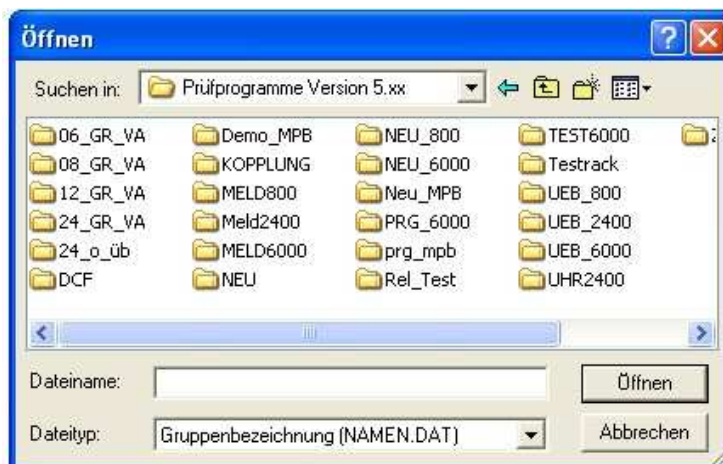 Öffnen
Suchen in: Prüfprogramme Version 5.xx
06_GR_VA Demo_MPB NEU_800 TEST6000
08_GR_VA KOPPLUNG NEU_6000 Testrack
12_GR_VA MELD800 Neu_MPB UEB_800
24_GR_VA Meld2400 PRG_6000 UEB_2400
24_o_üb MELD6000 prg_mpb UEB_6000
DCF NEU Rel_Test UHR2400
Dateiname: Öffnen
Dateityp: Gruppenbezeichnung (NAMEN.DAT) Abbrechen